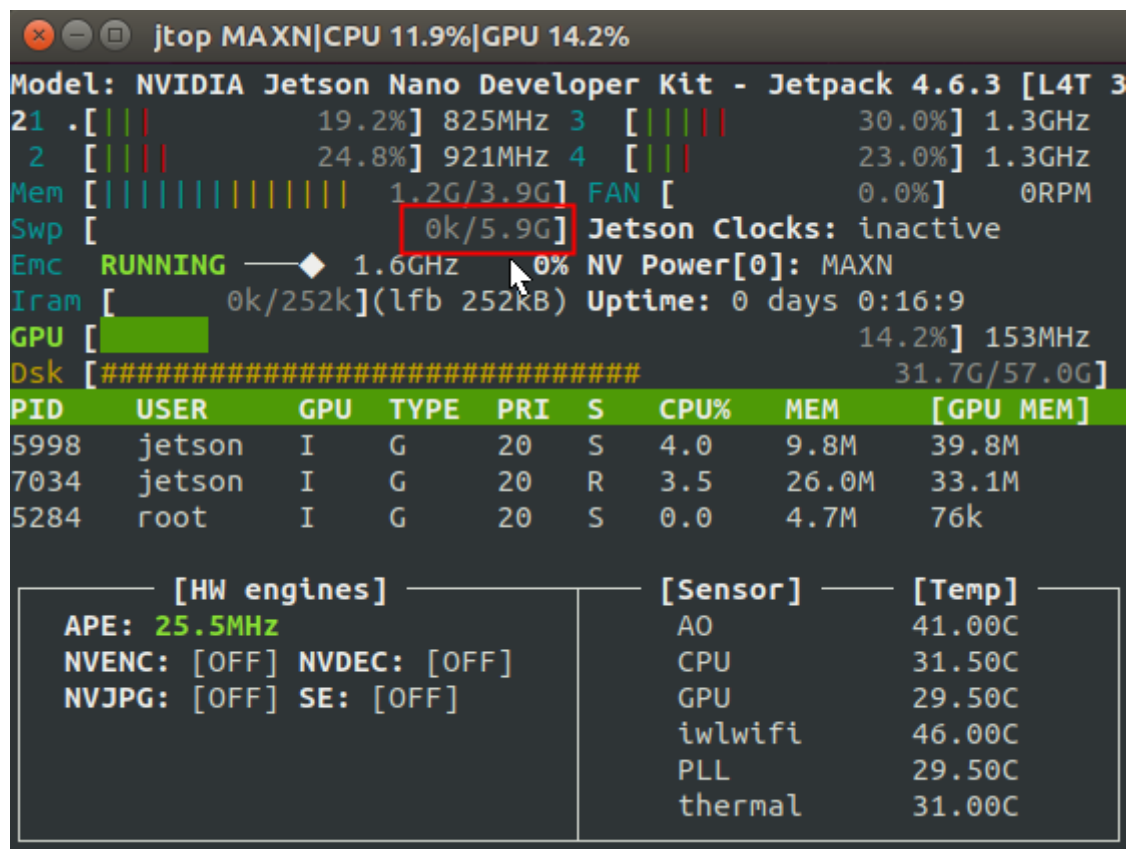 jtop MAXN|CPU 11.9%|GPU 14.2%
Model: NVIDIA Jetson Nano Developer Kit - Jetpack 4.6.3 [L4T 3
21 .[||| 19.2%] 825MHz 3 [||||| 30.0%] 1.3GHz
2 [|||| 24.8%] 921MHz 4 [||| 23.0%] 1.3GHz
Mem [|||||||||||||| 1.2G/3.9G] FAN [ 0.0%] 0RPM
Swp [ 0k/5.9G] Jetson Clocks: inactive
Emc RUNNING 1.6GHz 0% NV Power[0]: MAXN
Iram [ 0k/252k](lfb 252kB) Uptime: 0 days 0:16:9
GPU [ 14.2%] 153MHz
Dsk [############################## 31.7G/57.0G]
PID USER GPU TYPE PRI S CPU% MEM [GPU MEM]
5998 jetson I G 20 S 4.0 9.8M 39.8M
7034 jetson I G 20 R 3.5 26.0M 33.1M
5284 root I G 20 S 0.0 4.7M 76k
[HW engines] [Sensor] [Temp]
APE: 25.5MHz AO 41.00C
NVENC: [OFF] NVDEC: [OFF] CPU 31.50C
NVJPG: [OFF] SE: [OFF] GPU 29.50C
iwlwifi 46.00C
PLL 29.50C
thermal 31.00C